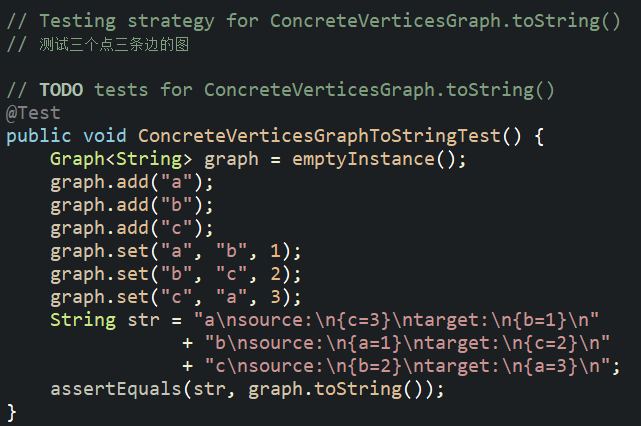 // Testing strategy for ConcreteVerticesGraph.toString()
// 测试三个点三条边的图
// TODO tests for ConcreteVerticesGraph.toString()
@Test
public void ConcreteVerticesGraphToStringTest() {
    Graph<String> graph = emptyInstance();
    graph.add("a");
    graph.add("b");
    graph.add("c");
    graph.set("a", "b", 1);
    graph.set("b", "c", 2);
    graph.set("c", "a", 3);
    String str = "a\nsource:\n{c=3}\ntarget:\n{b=1}\n"
               + "b\nsource:\n{a=1}\ntarget:\n{c=2}\n"
               + "c\nsource:\n{b=2}\ntarget:\n{a=3}\n";
    assertEquals(str, graph.toString());
}